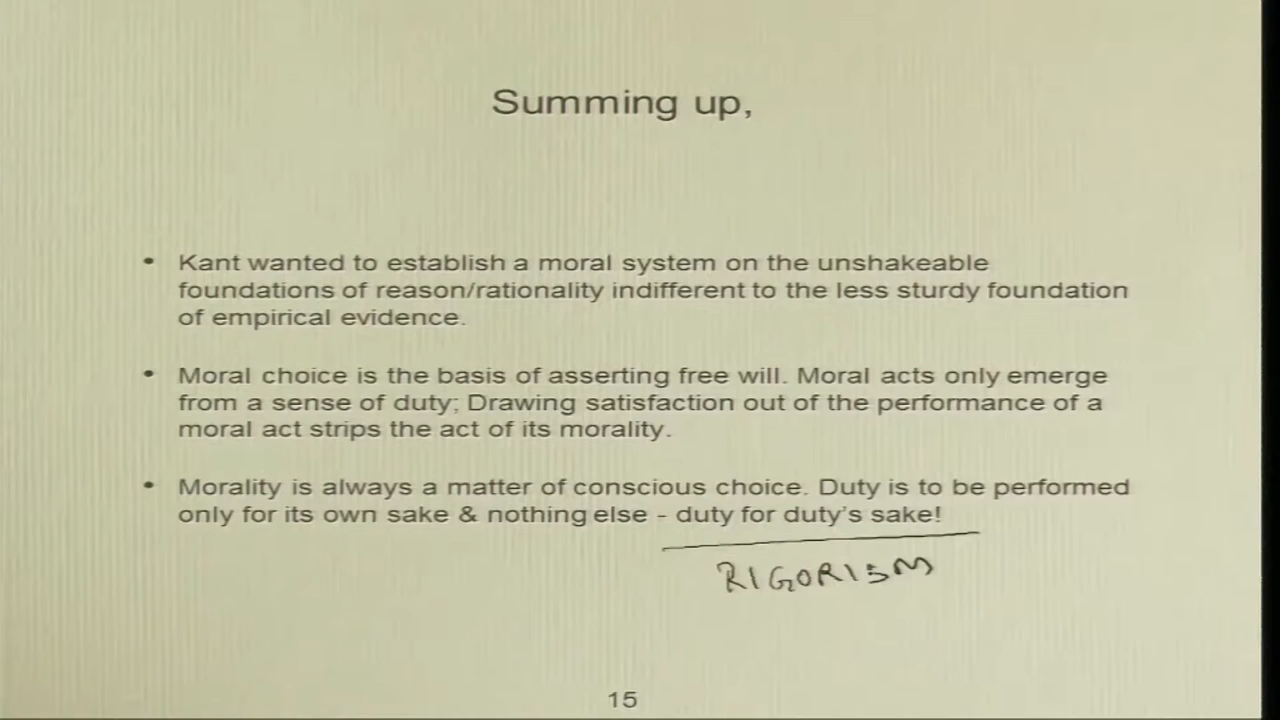 Summing up,
• Kant wanted to establish a moral system on the unshakeable
foundations of reason/rationality indifferent to the less sturdy foundation
of empirical evidence.
• Moral choice is the basis of asserting free will. Moral acts only emerge
from a sense of duty; Drawing satisfaction out of the performance of a
moral act strips the act of its morality.
• Morality is always a matter of conscious choice. Duty is to be performed
only for its own sake & nothing else - duty for duty's sake!
RIGORISM
15